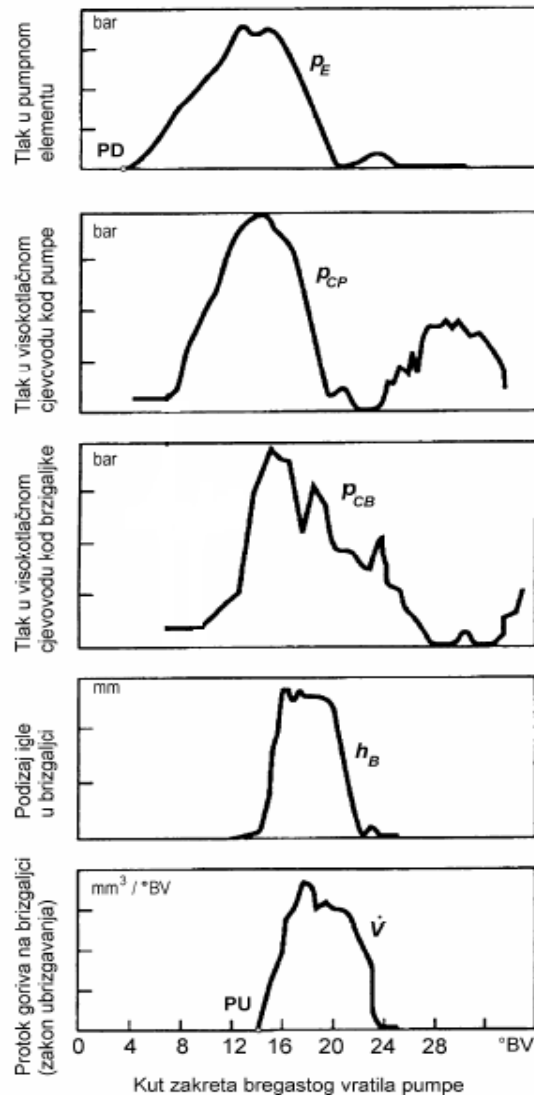 Tlak u pumpnom
elementu
bar
p_E
PD
Tlak u visokotlačnom
cjevcvodu kod pumpe
bar
p_CP
Tlak u visokotlačnom
cjevovodu kod brzigaljke
bar
p_CB
Podizaj igle
u brizgaljci
mm
h_B
Protok goriva na brizgaljci
(zakon ubrizgavanja)
mm³ / °BV
V̇
PU
0 4 8 12 16 20 24 28 °BV
Kut zakreta bregastog vratila pumpe